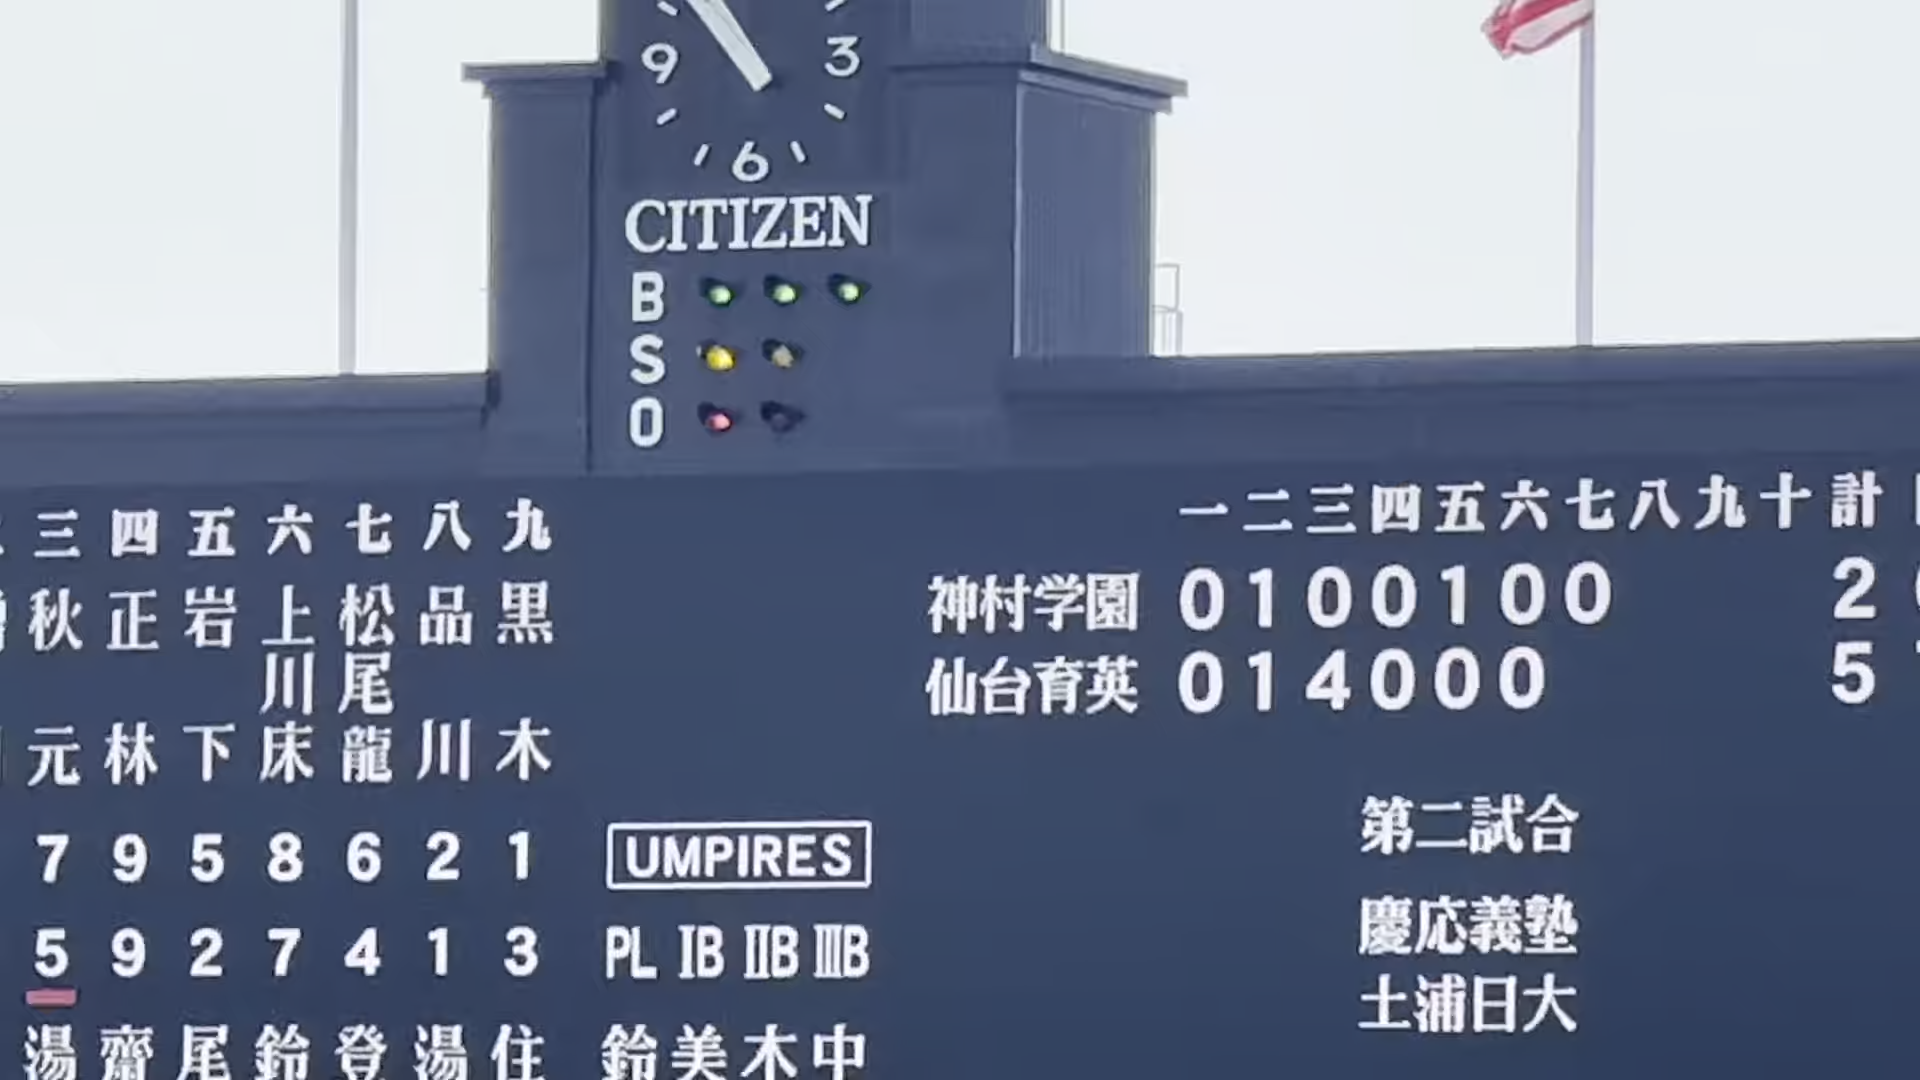 9 3
6
CITIZEN
B
S
O
三 四 五 六 七 八 九
秋 正 岩 上 松 品 黒
川 尾
元 林 下 床 龍 川 木
7 9 5 8 6 2 1
5 9 2 7 4 1 3
湯 齋 尾 鈴 登 湯 住
UMPIRES
PL IB IIB IIIB
鈴 美 木 中
一 二 三 四 五 六 七 八 九 十 計
神村学園 0 1 0 0 1 0 0 2
仙台育英 0 1 4 0 0 0 5
第二試合
慶応義塾
土浦日大